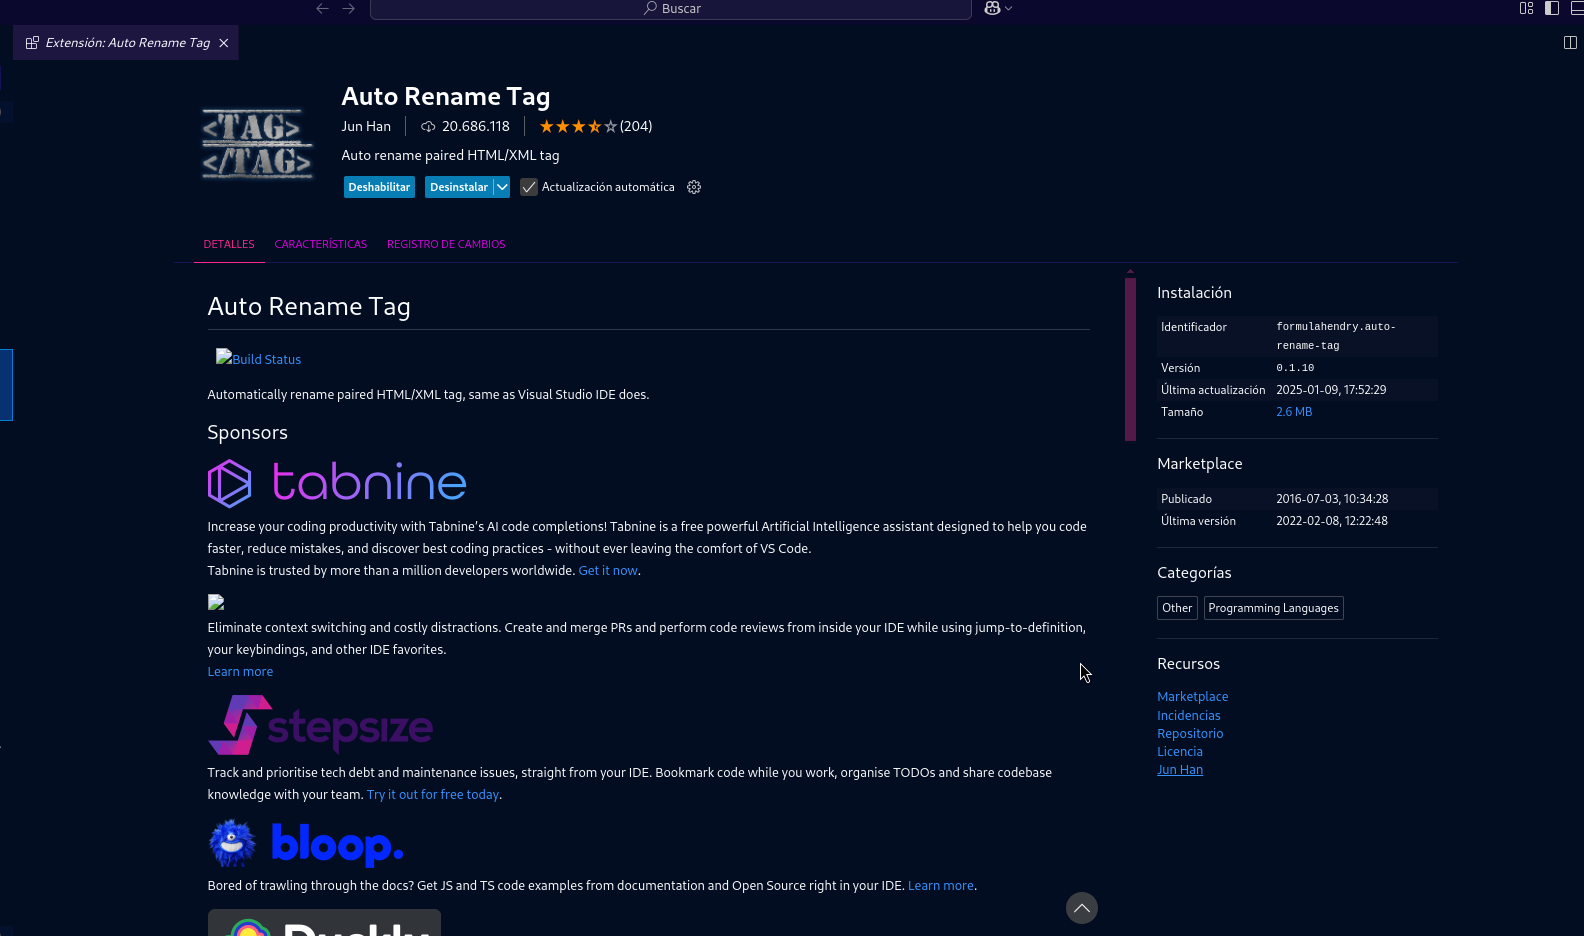 Buscar
Extensión: Auto Rename Tag
<TAG>
</TAG>
Auto Rename Tag
Jun Han
20.686.118
(204)
Auto rename paired HTML/XML tag
Deshabilitar
Desinstalar
Actualización automática
DETALLES
CARACTERÍSTICAS
REGISTRO DE CAMBIOS
Auto Rename Tag
Build Status
Automatically rename paired HTML/XML tag, same as Visual Studio IDE does.
Sponsors
tabnine
Increase your coding productivity with Tabnine's AI code completions! Tabnine is a free powerful Artificial Intelligence assistant designed to help you code
faster, reduce mistakes, and discover best coding practices - without ever leaving the comfort of VS Code.
Tabnine is trusted by more than a million developers worldwide. Get it now.
Eliminate context switching and costly distractions. Create and merge PRs and perform code reviews from inside your IDE while using jump-to-definition,
your keybindings, and other IDE favorites.
Learn more
stepsize
Track and prioritise tech debt and maintenance issues, straight from your IDE. Bookmark code while you work, organise TODOs and share codebase
knowledge with your team. Try it out for free today.
bloop.
Bored of trawling through the docs? Get JS and TS code examples from documentation and Open Source right in your IDE. Learn more.
Duckly
Instalación
Identificador formulahendry.auto-
rename-tag
Versión 0.1.10
Última actualización 2025-01-09, 17:52:29
Tamaño 2.6 MB
Marketplace
Publicado 2016-07-03, 10:34:28
Última versión 2022-02-08, 12:22:48
Categorías
Other
Programming Languages
Recursos
Marketplace
Incidencias
Repositorio
Licencia
Jun Han